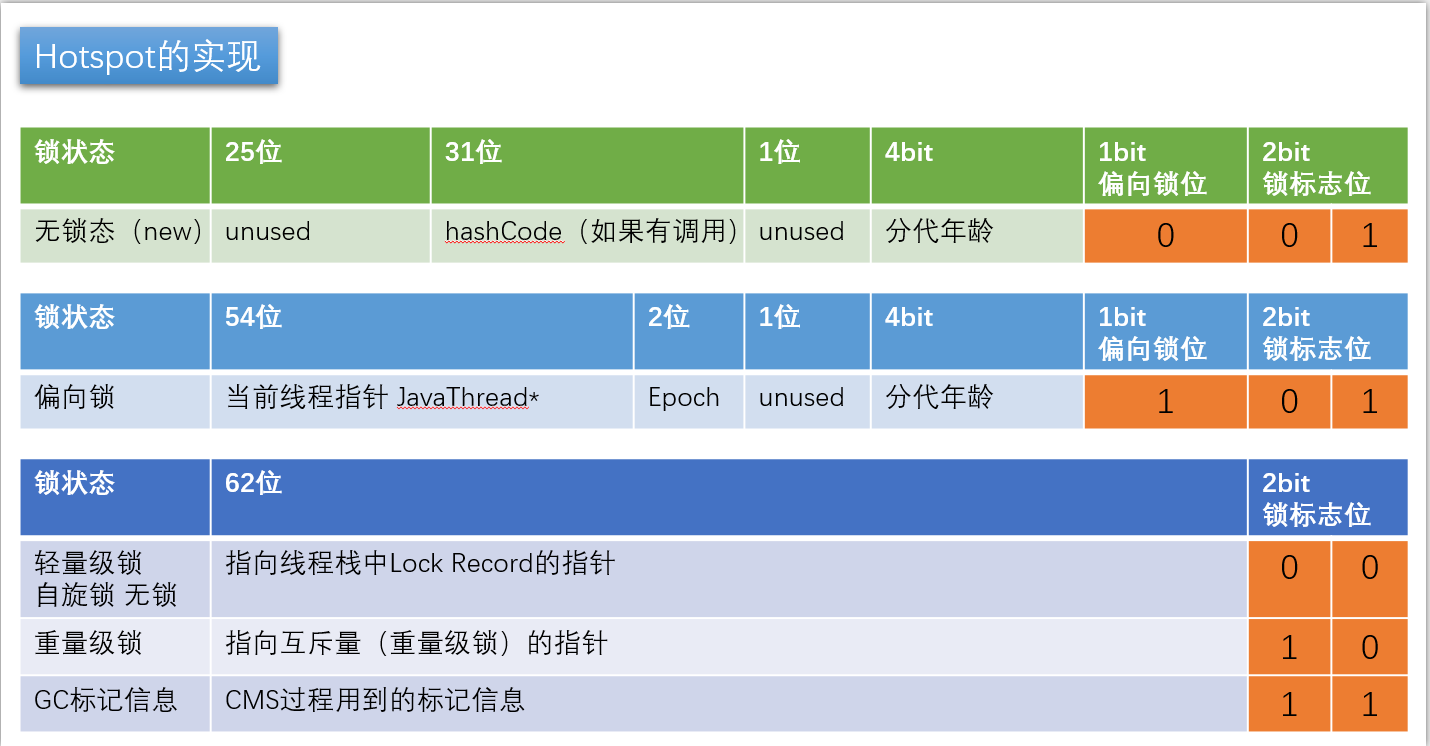 Hotspot的实现
锁状态 25位 31位 1位 4bit 1bit 2bit
偏向锁位 锁标志位
无锁态（new） unused hashCode（如果有调用） unused 分代年龄 0 0 1
锁状态 54位 2位 1位 4bit 1bit 2bit
偏向锁位 锁标志位
偏向锁 当前线程指针 JavaThread* Epoch unused 分代年龄 1 0 1
锁状态 62位 2bit
锁标志位
轻量级锁 指向线程栈中Lock Record的指针 0 0
自旋锁 无锁
重量级锁 指向互斥量（重量级锁）的指针 1 0
GC标记信息 CMS过程用到的标记信息 1 1